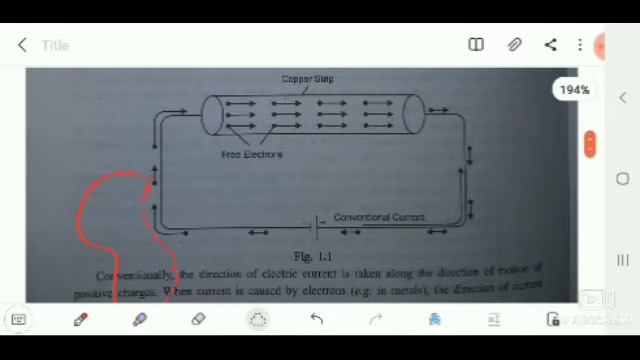 Title
194%
Copper Strip
Free Electrons
Conventional Current
Fig. 1.1
Conventionally, the direction of electric current is taken along the direction of motion of
positive charges. When current is caused by electrons (e.g. in metals), the direction of current